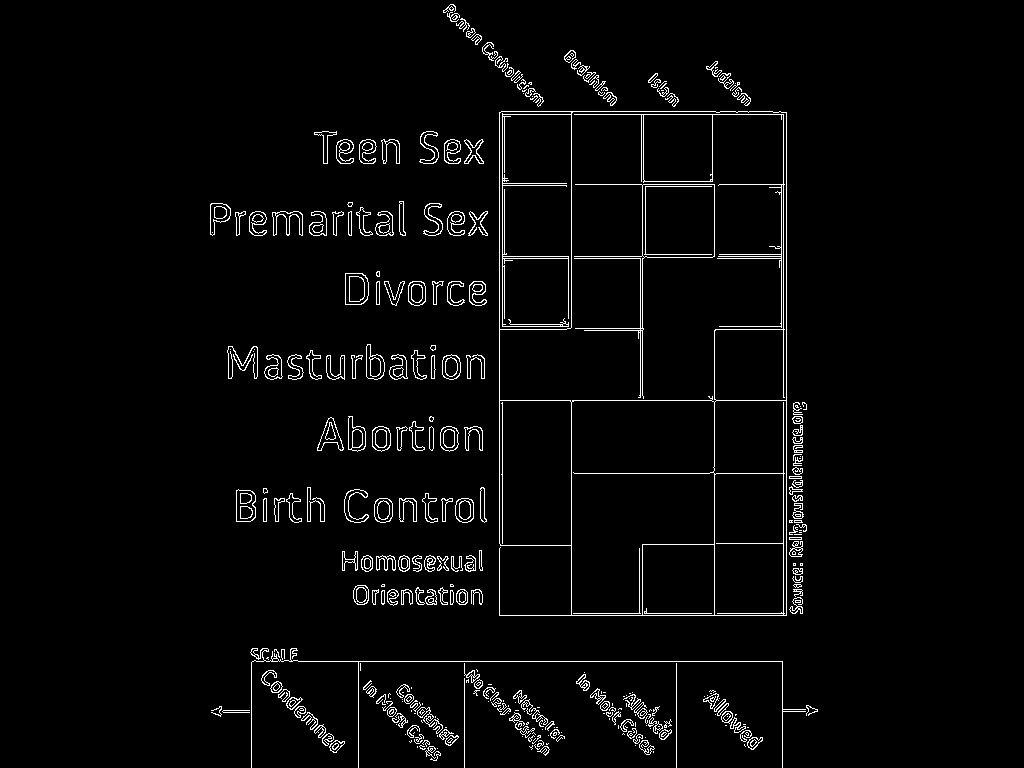 Roman Catholicism
Buddhism
Islam
Judaism
Teen Sex
Premarital Sex
Divorce
Masturbation
Abortion
Birth Control
Homosexual
Orientation
Source: ReligiousTolerance.org
SCALE
Condemned
Condemned
In Most Cases
Neutral or
No Clear Position
Allowed
In Most Cases
Allowed